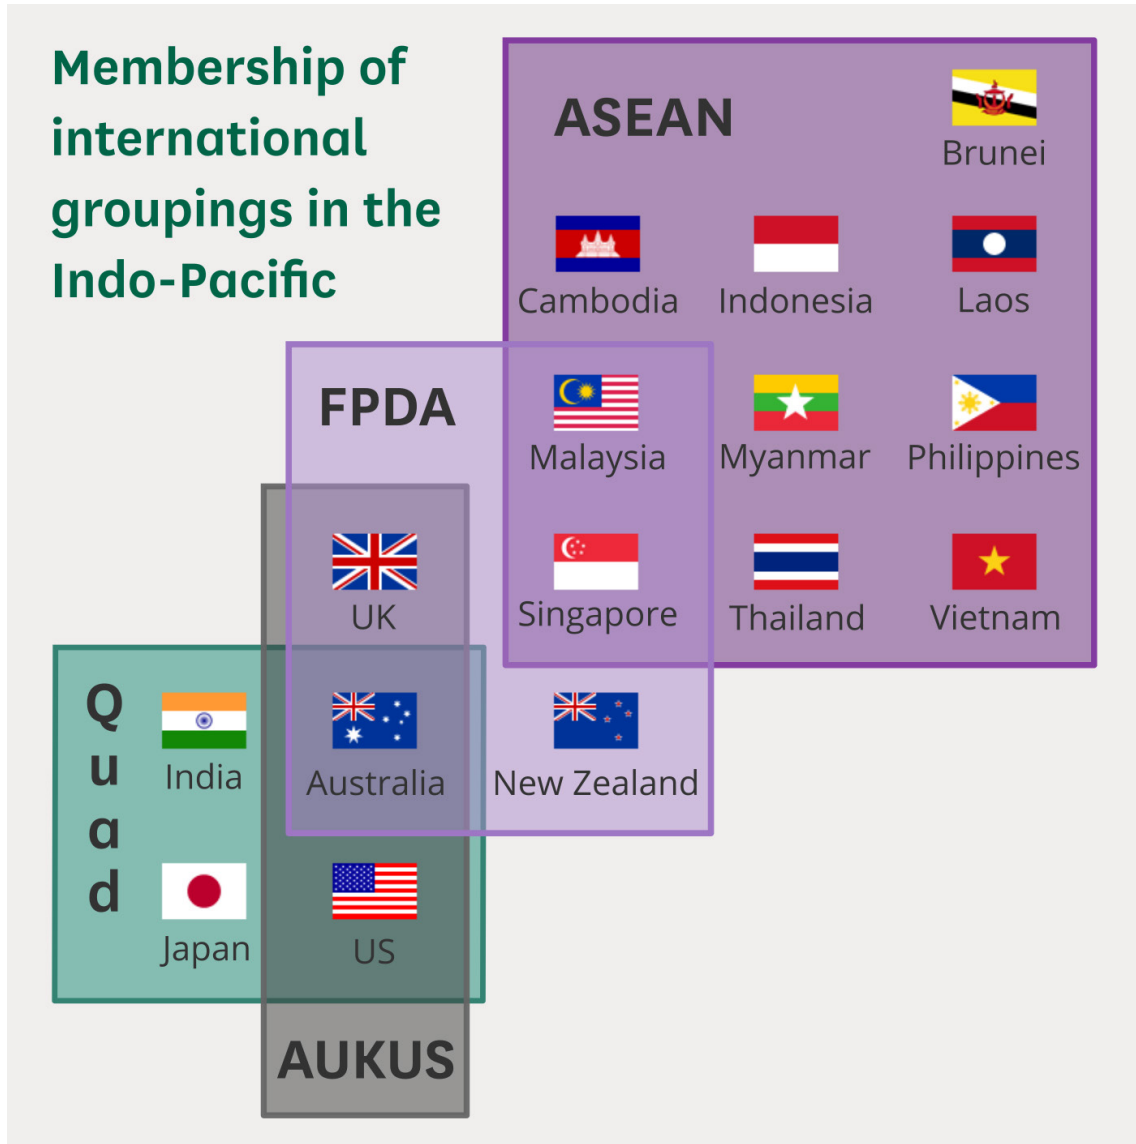 Membership of
international
groupings in the
Indo-Pacific
ASEAN
Brunei
Cambodia
Indonesia
Laos
FPDA
Malaysia
Myanmar
Philippines
UK
Singapore
Thailand
Vietnam
Quad
India
Australia
New Zealand
Japan
US
AUKUS